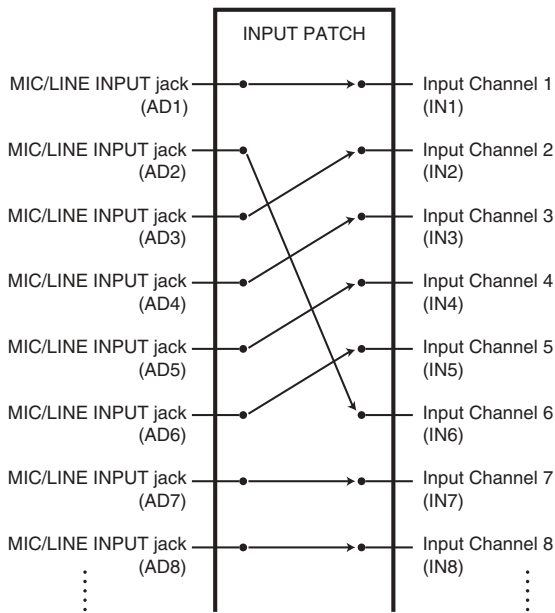 INPUT PATCH
MIC/LINE INPUT jack
(AD1)
Input Channel 1
(IN1)
MIC/LINE INPUT jack
(AD2)
Input Channel 2
(IN2)
MIC/LINE INPUT jack
(AD3)
Input Channel 3
(IN3)
MIC/LINE INPUT jack
(AD4)
Input Channel 4
(IN4)
MIC/LINE INPUT jack
(AD5)
Input Channel 5
(IN5)
MIC/LINE INPUT jack
(AD6)
Input Channel 6
(IN6)
MIC/LINE INPUT jack
(AD7)
Input Channel 7
(IN7)
MIC/LINE INPUT jack
(AD8)
Input Channel 8
(IN8)